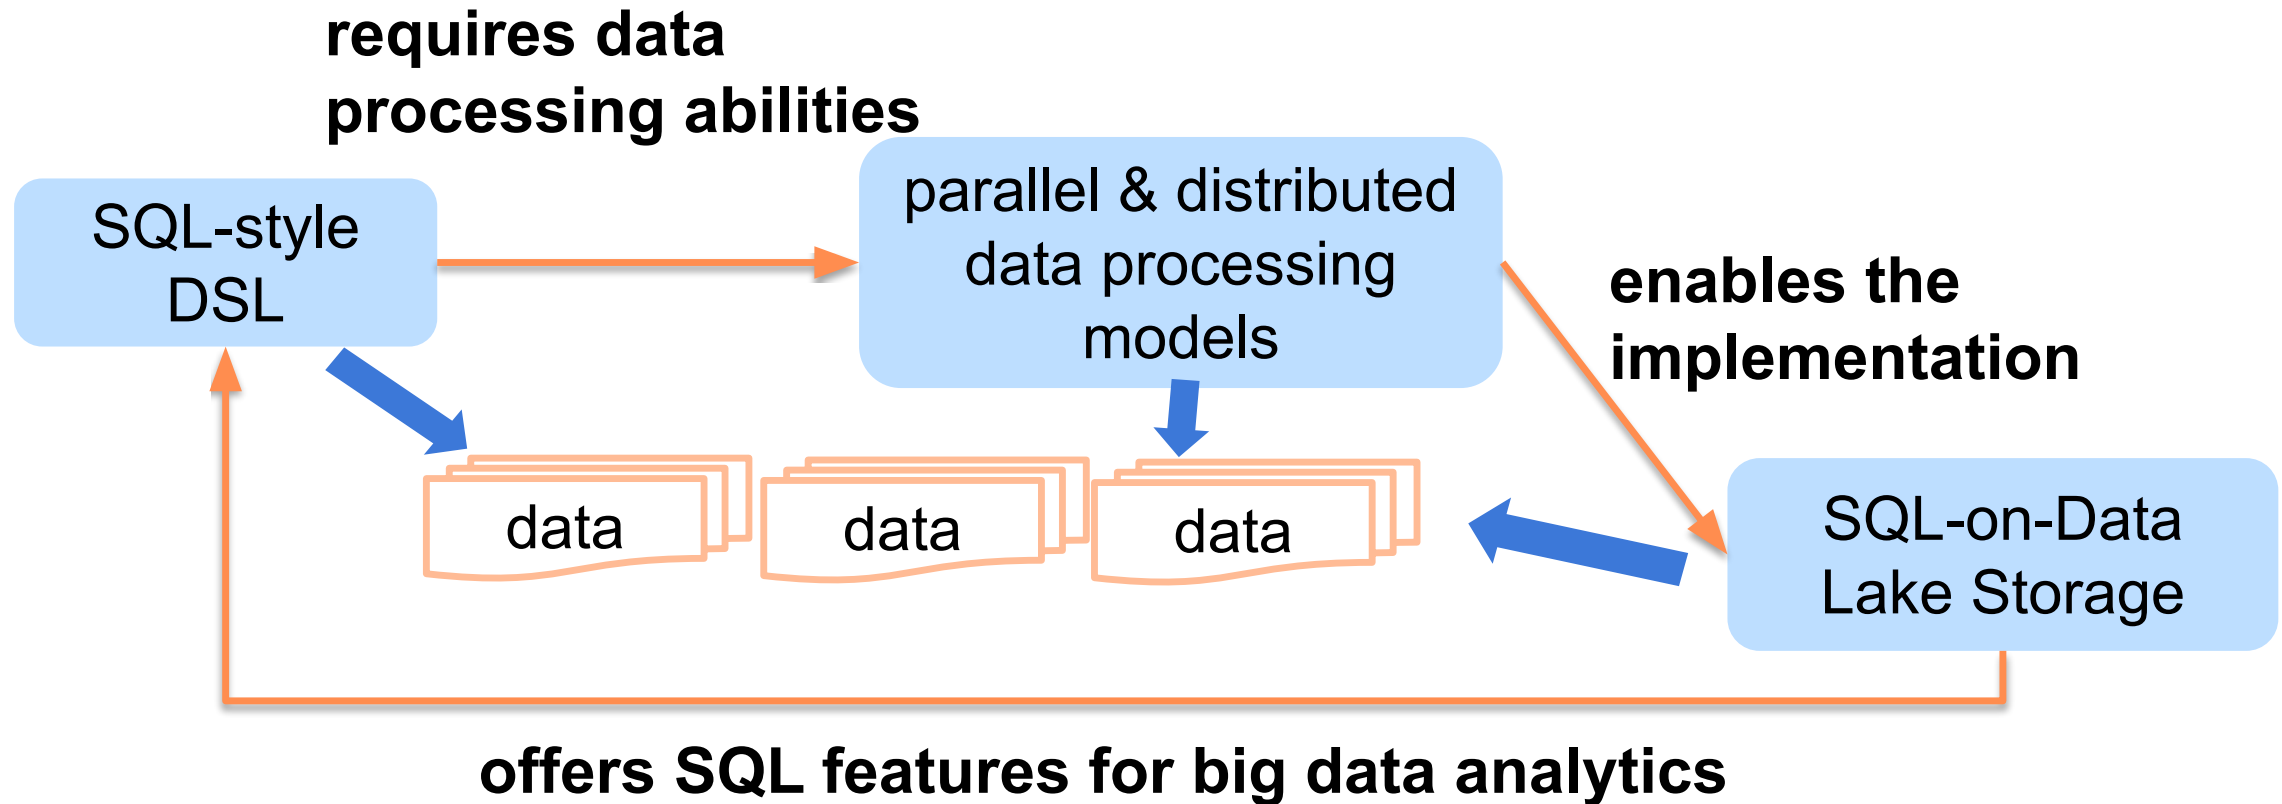 requires data
processing abilities
SQL-style
DSL
parallel & distributed
data processing
models
enables the
implementation
data
data
data
SQL-on-Data
Lake Storage
offers SQL features for big data analytics